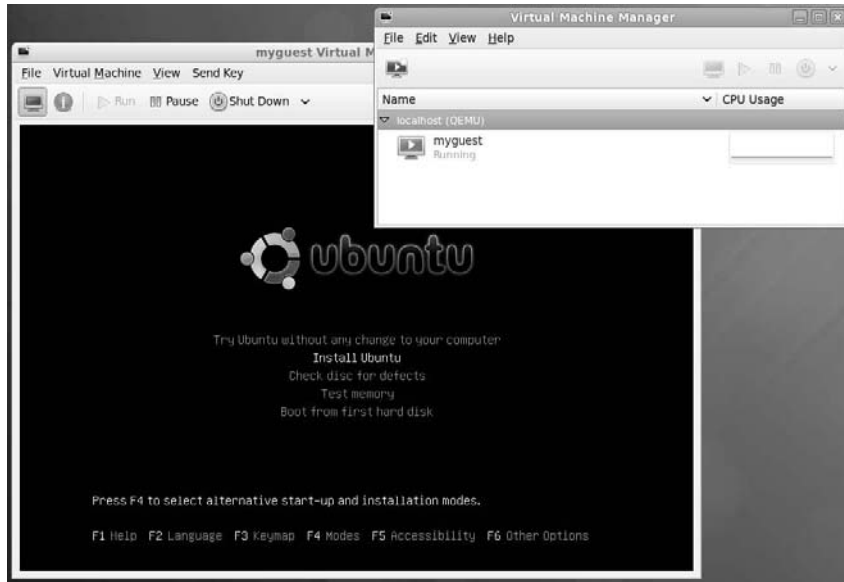 Virtual Machine Manager
File Edit View Help
Name CPU Usage
localhost (QEMU)
myguest
Running
myguest Virtual M
File Virtual Machine View Send Key
Run Pause Shut Down
ubuntu
Try Ubuntu without any change to your computer
Install Ubuntu
Check disc for defects
Test memory
Boot from first hard disk
Press F4 to select alternative start-up and installation modes.
F1 Help F2 Language F3 Keymap F4 Modes F5 Accessibility F6 Other Options